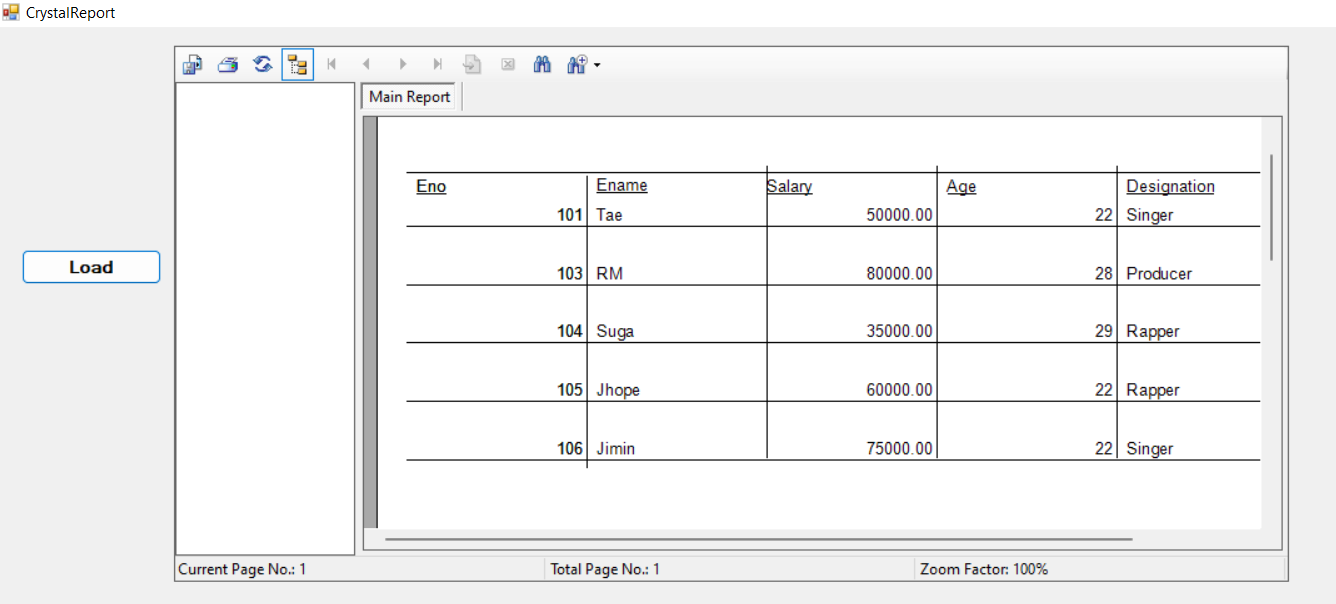 CrystalReport
Main Report
Eno Ename Salary Age Designation
101 Tae 50000.00 22 Singer
103 RM 80000.00 28 Producer
Load
104 Suga 35000.00 29 Rapper
105 Jhope 60000.00 22 Rapper
106 Jimin 75000.00 22 Singer
Current Page No.: 1 Total Page No.: 1 Zoom Factor: 100%